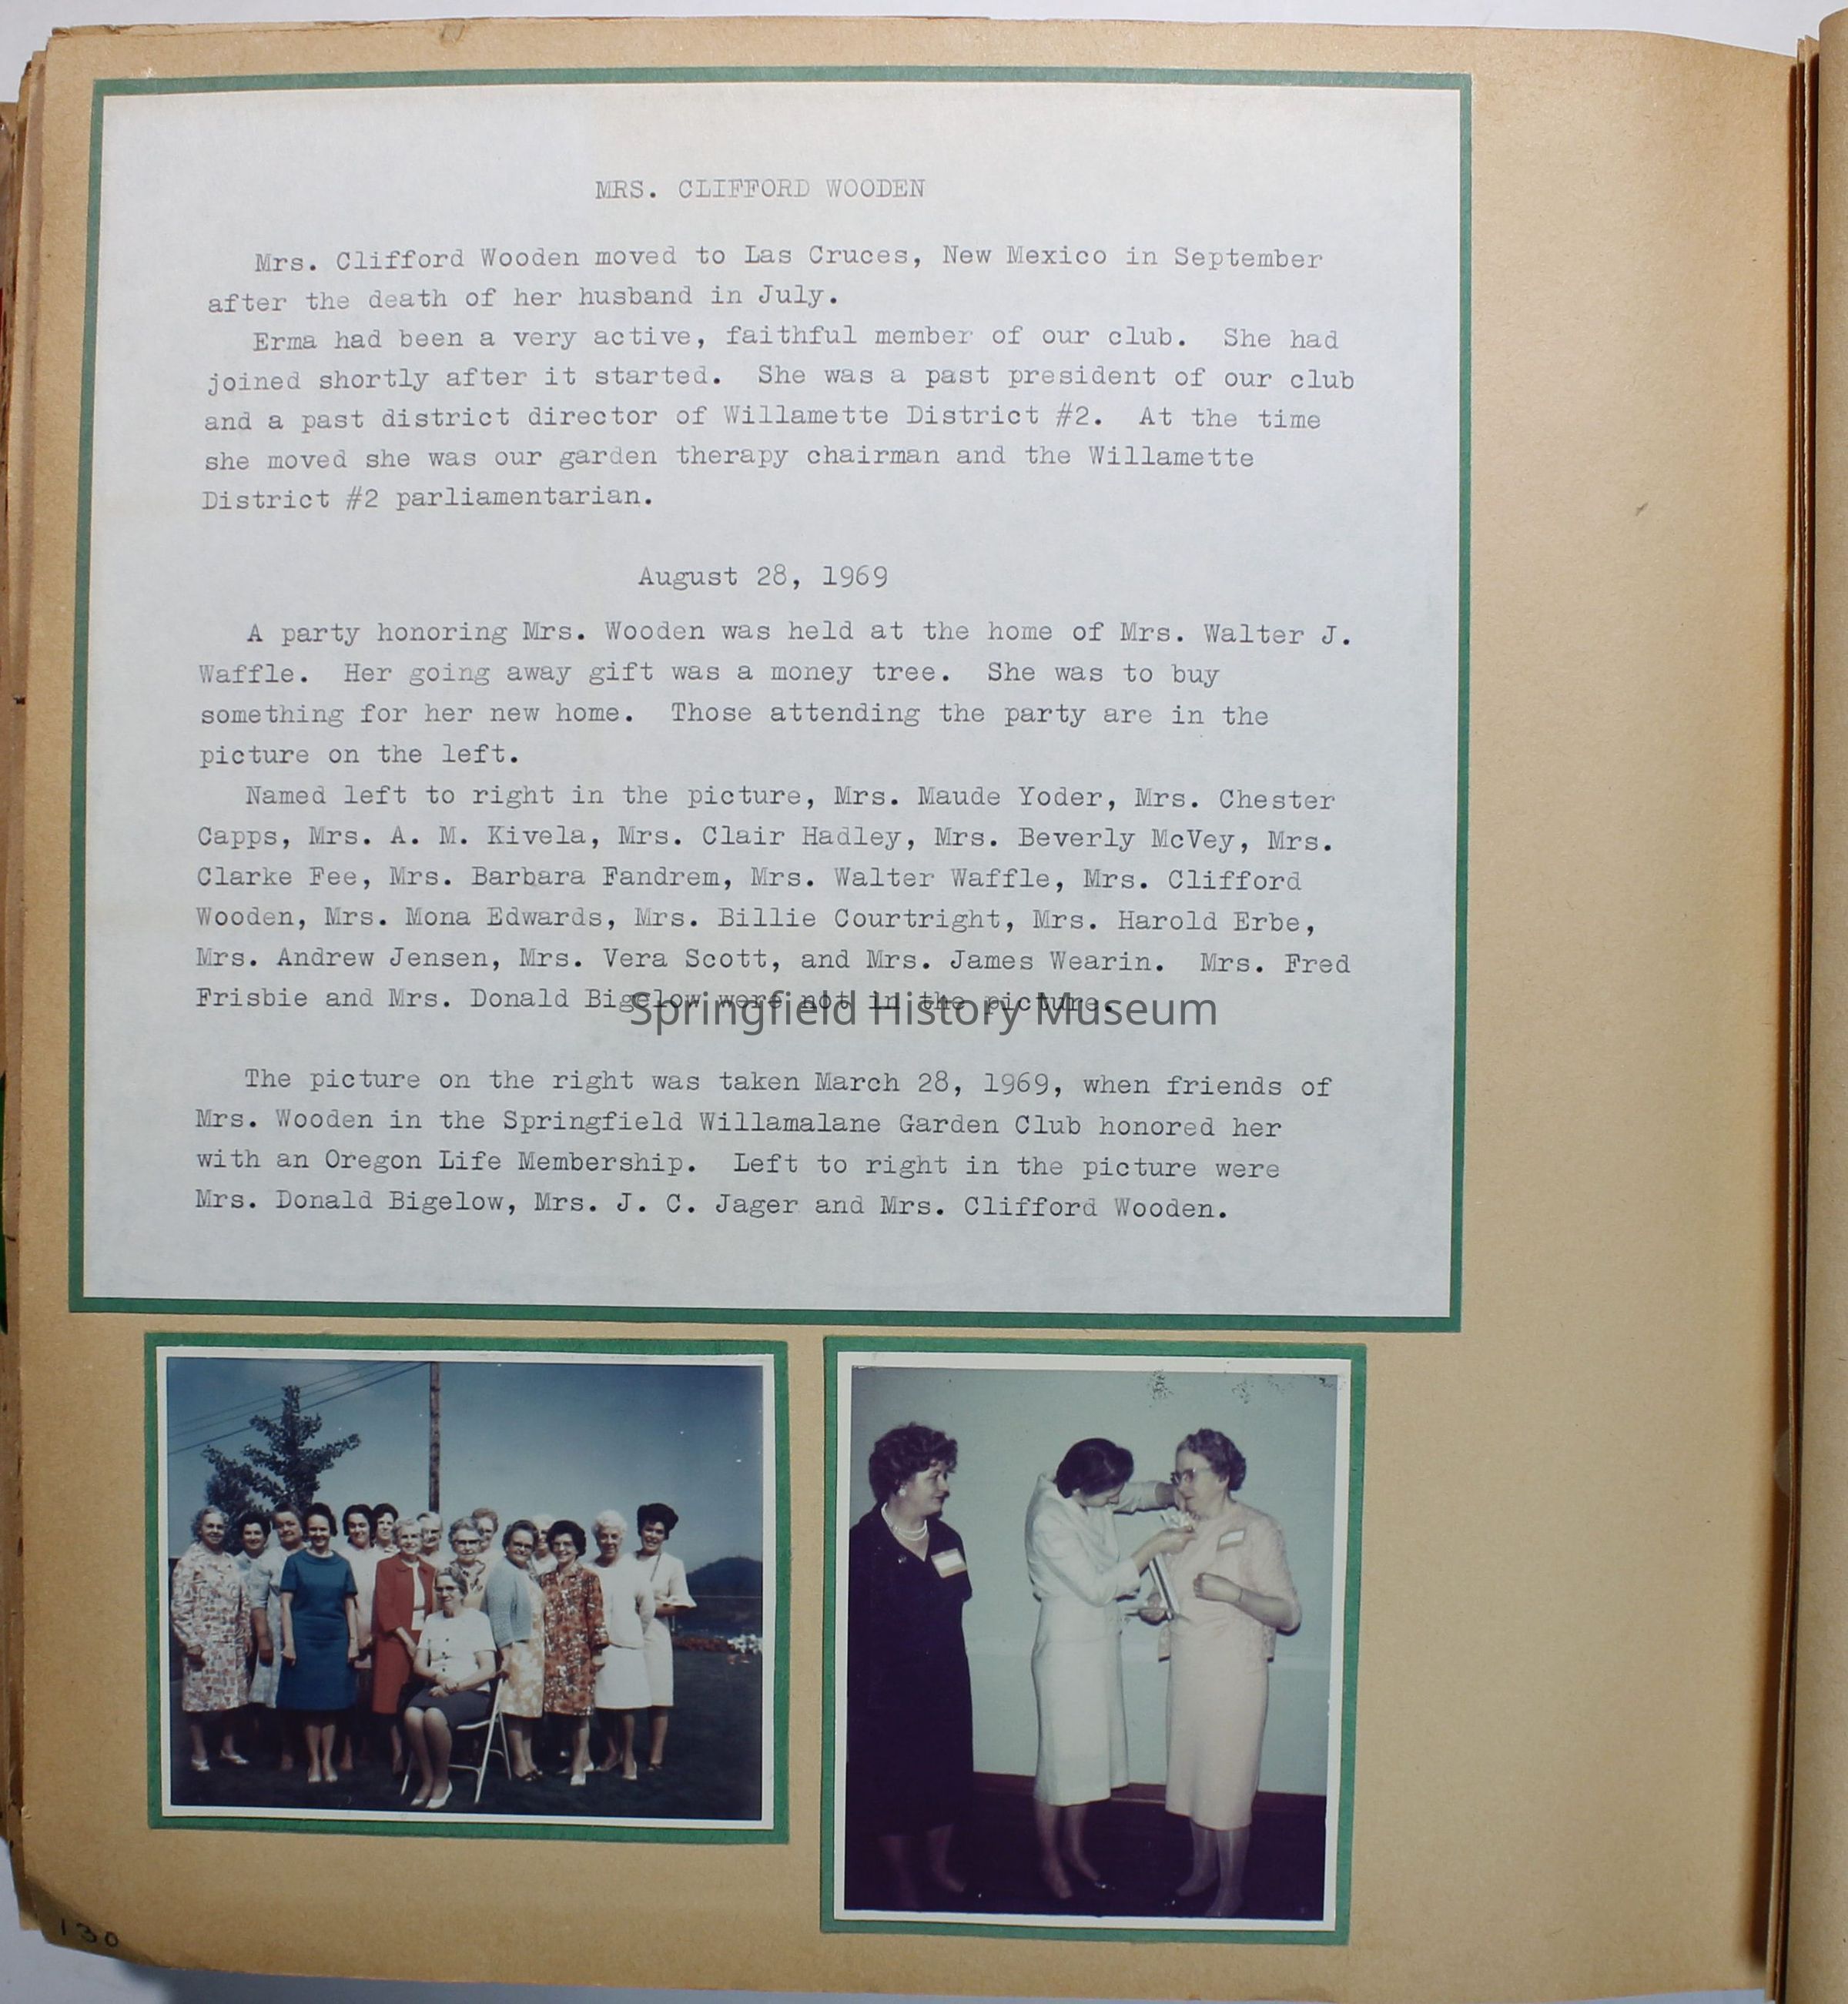 MRS. CLIFFORD WOODEN
Mrs. Clifford Wooden moved to Las Cruces, New Mexico in September
after the death of her husband in July.
Erma had been a very active, faithful member of our club. She had
joined shortly after it started. She was a past president of our club
and a past district director of Willamette District #2. At the time
she moved she was our garden therapy chairman and the Willamette
District #2 parliamentarian.
August 28, 1969
A party honoring Mrs. Wooden was held at the home of Mrs. Walter J.
Waffle. Her going away gift was a money tree. She was to buy
something for her new home. Those attending the party are in the
picture on the left.
Named left to right in the picture, Mrs. Maude Yoder, Mrs. Chester
Capps, Mrs. A. M. Kivela, Mrs. Clair Hadley, Mrs. Beverly McVey, Mrs.
Clarke Fee, Mrs. Barbara Fandrem, Mrs. Walter Waffle, Mrs. Clifford
Wooden, Mrs. Mona Edwards, Mrs. Billie Courtright, Mrs. Harold Erbe,
Mrs. Andrew Jensen, Mrs. Vera Scott, and Mrs. James Wearin. Mrs. Fred
Frisbie and Mrs. Donald Bigelow were not in the picture.
Springfield History Museum
The picture on the right was taken March 28, 1969, when friends of
Mrs. Wooden in the Springfield Willamalane Garden Club honored her
with an Oregon Life Membership. Left to right in the picture were
Mrs. Donald Bigelow, Mrs. J. C. Jager and Mrs. Clifford Wooden.
130